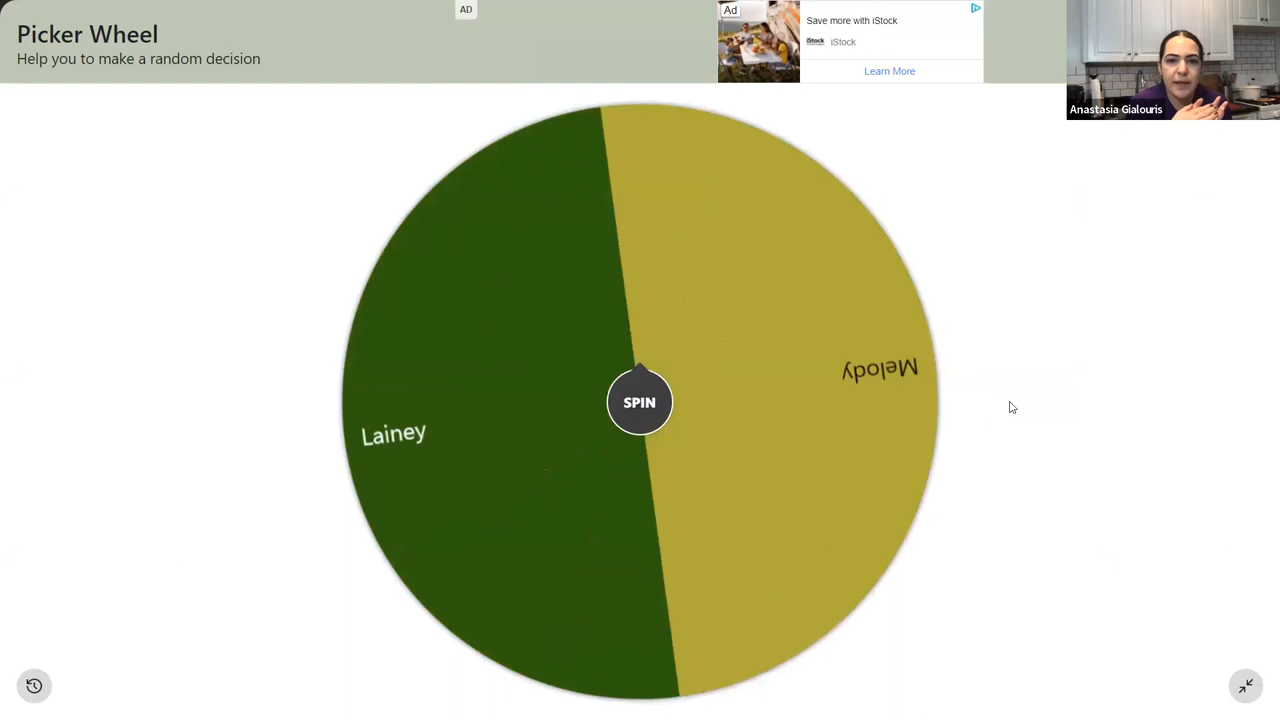 Picker Wheel
Help you to make a random decision
AD
Ad
Save more with iStock
iStock
iStock
Learn More
Anastasia Gialouris
Melody
SPIN
Lainey